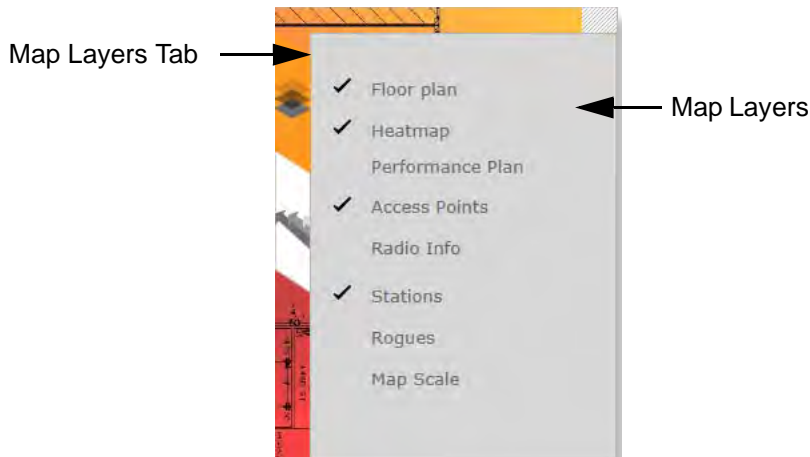 Map Layers Tab
Floor plan
Map Layers
Heatmap
Performance Plan
Access Points
Radio Info
Stations
Rogues
Map Scale